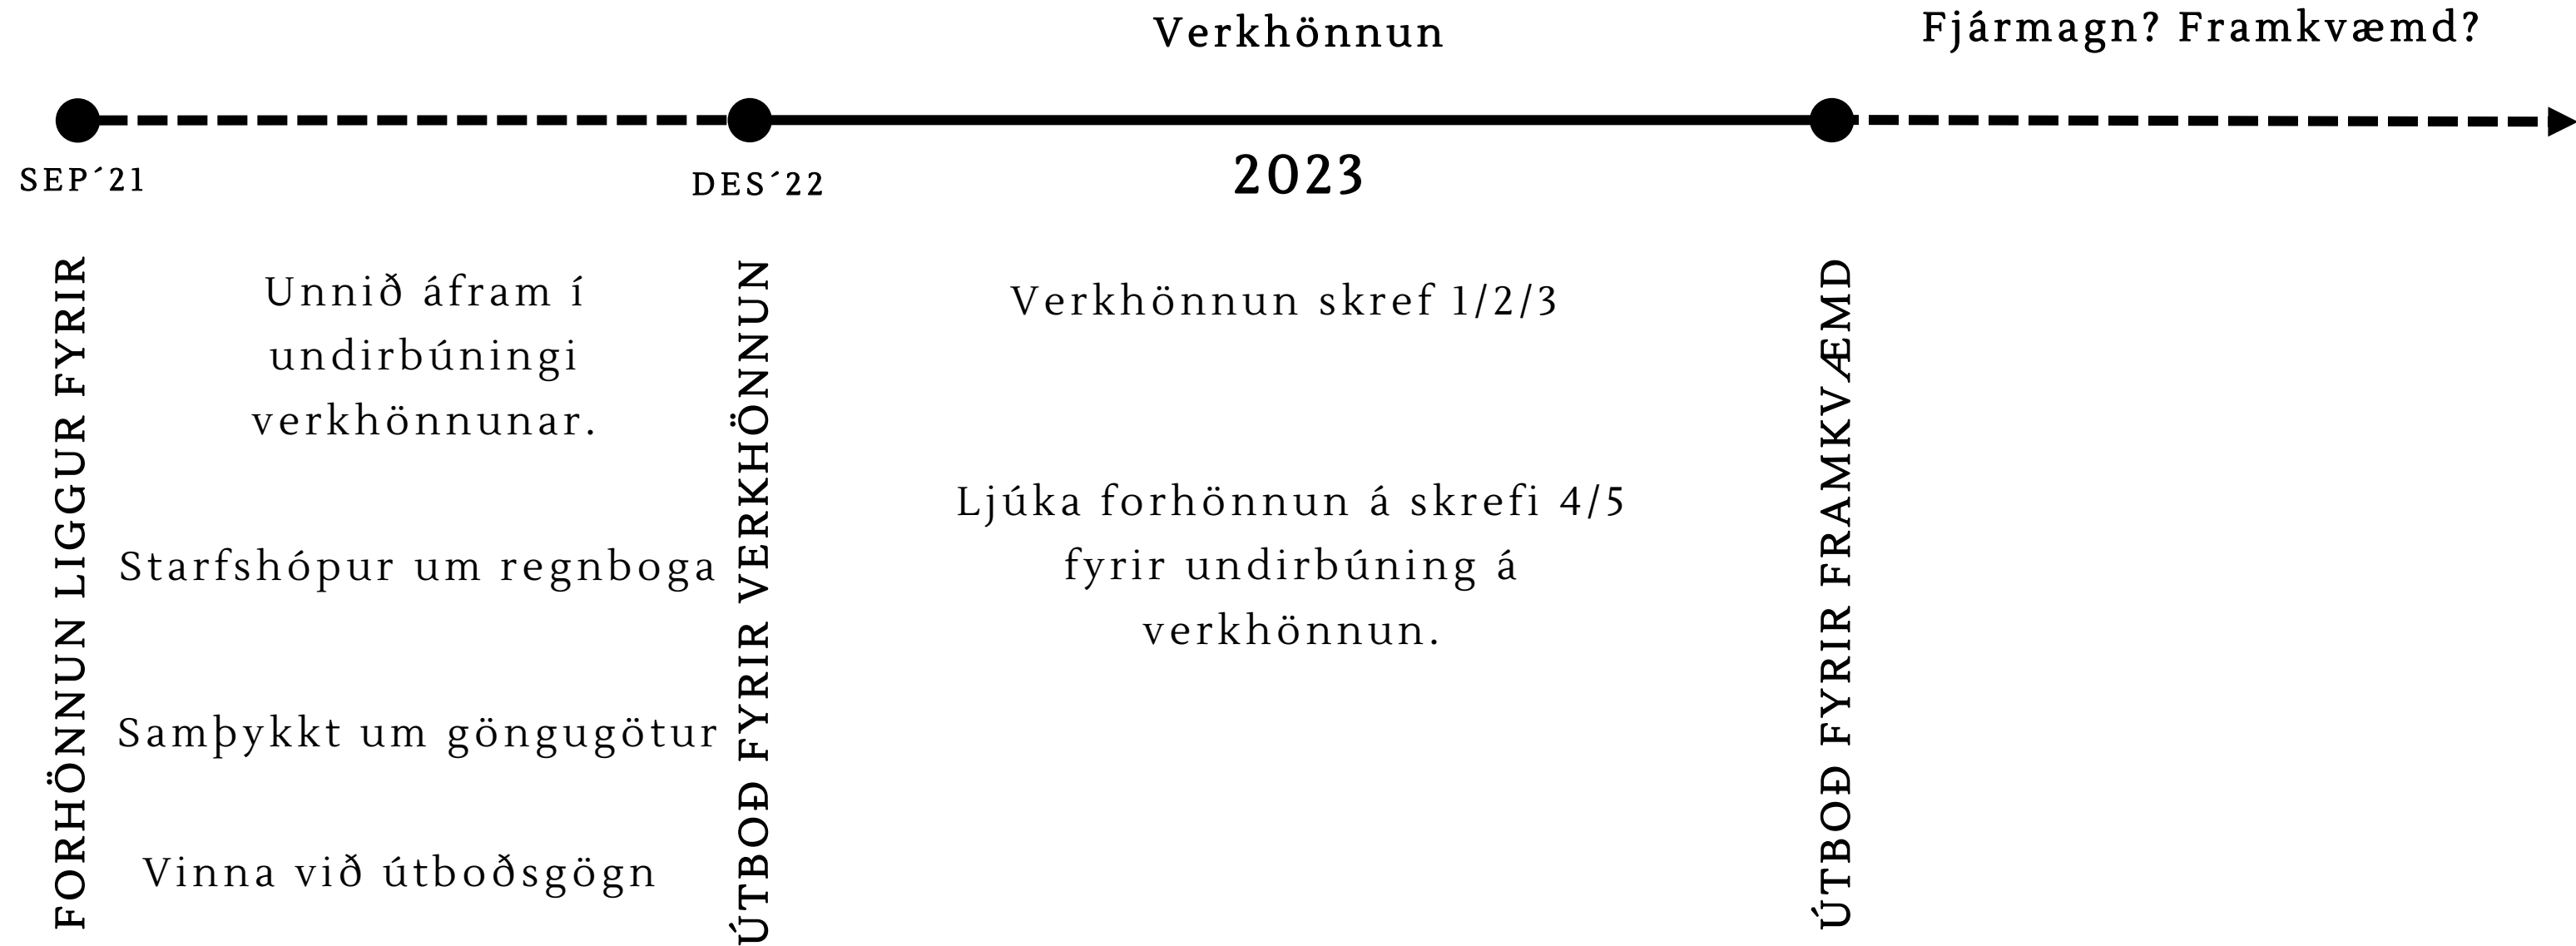 Verkhönnun
Fjármagn? Framkvæmd?
SEP´21
DES´22
2023
FORHÖNNUN LIGGUR FYRIR
Unnið áfram í
undirbúningi
verkhönnunar.
Starfshópur um regnboga
Samþykkt um göngugötur
Vinna við útboðsgögn
ÚTBOÐ FYRIR VERKHÖNNUN
Verkhönnun skref 1/2/3
Ljúka forhönnun á skrefi 4/5
fyrir undirbúning á
verkhönnun.
ÚTBOÐ FYRIR FRAMKVÆMD